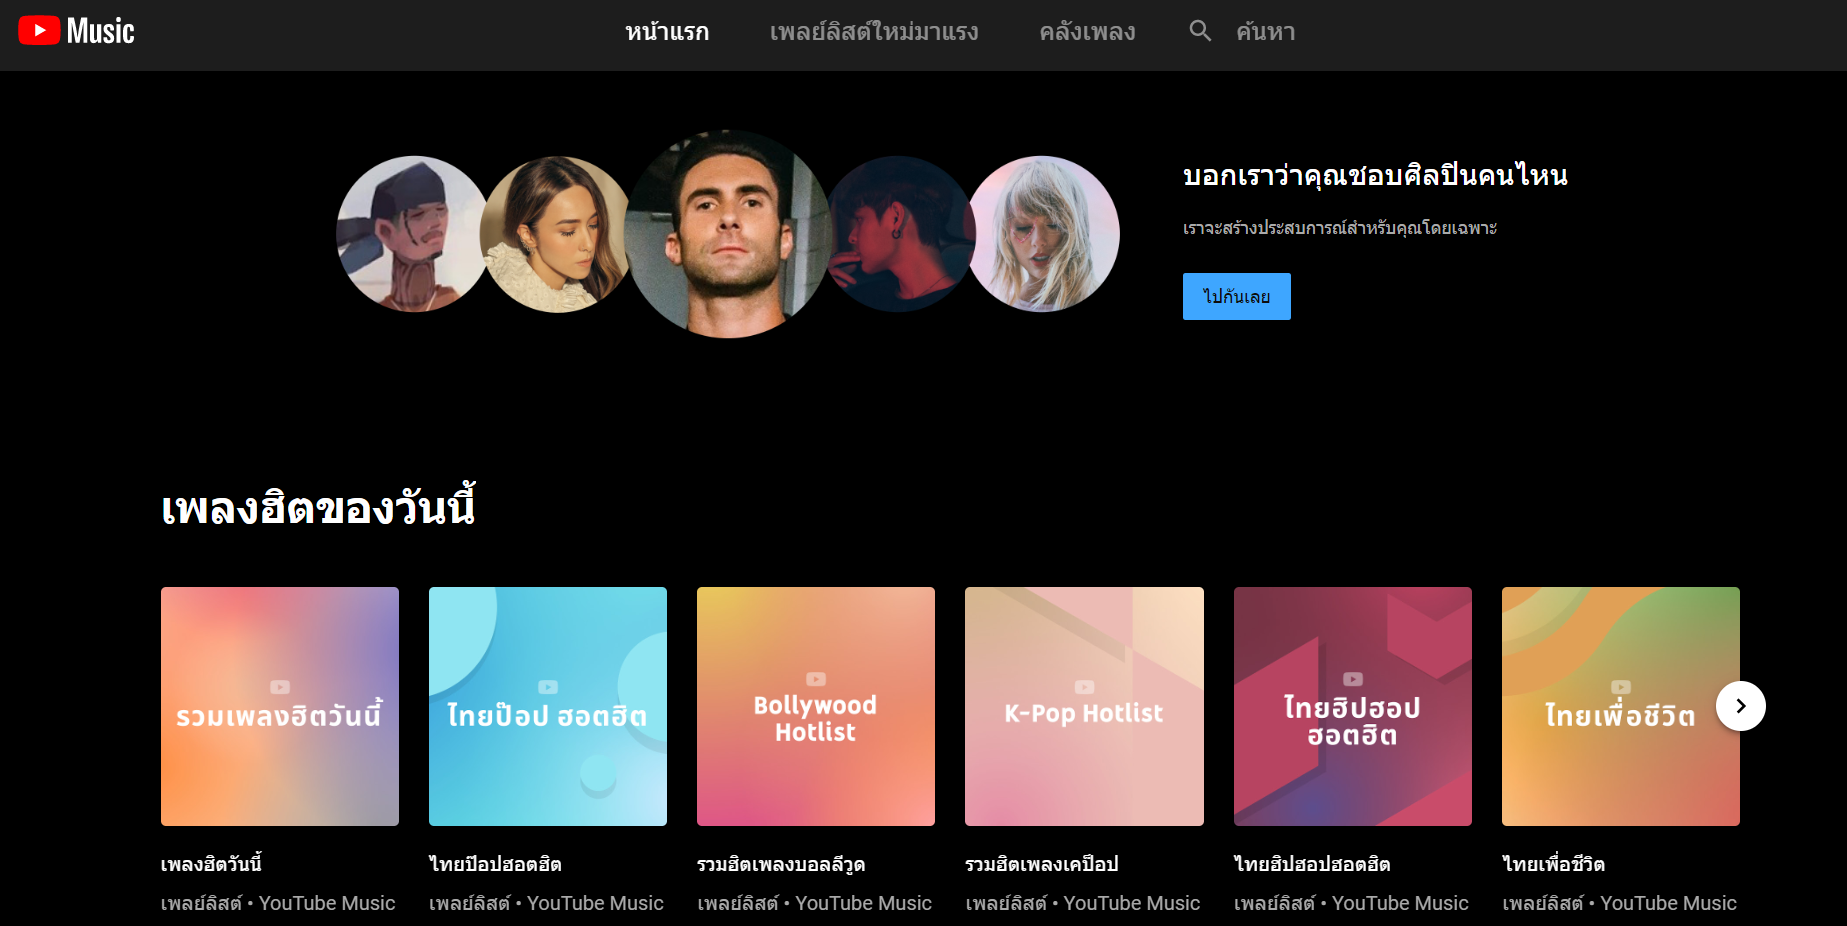 Music
หน้าแรก
เพลย์ลิสต์ใหม่มาแรง
คลังเพลง
ค้นหา
บอกเราว่าคุณชอบศิลปินคนไหน
เราจะสร้างประสบการณ์สำหรับคุณโดยเฉพาะ
ไปกันเลย
เพลงฮิตของวันนี้
รวมเพลงฮิตวันนี้
ไทยป๊อป ฮอตฮิต
Bollywood
Hotlist
K-Pop Hotlist
ไทยฮิปฮอป
ฮอตฮิต
ไทยเพื่อชีวิต
เพลงฮิตวันนี้
เพลย์ลิสต์ • YouTube Music
ไทยป๊อปฮอตฮิต
เพลย์ลิสต์ • YouTube Music
รวมฮิตเพลงบอลลีวูด
เพลย์ลิสต์ • YouTube Music
รวมฮิตเพลงเคป็อป
เพลย์ลิสต์ • YouTube Music
ไทยฮิปฮอปฮอตฮิต
เพลย์ลิสต์ • YouTube Music
ไทยเพื่อชีวิต
เพลย์ลิสต์ • YouTube Music